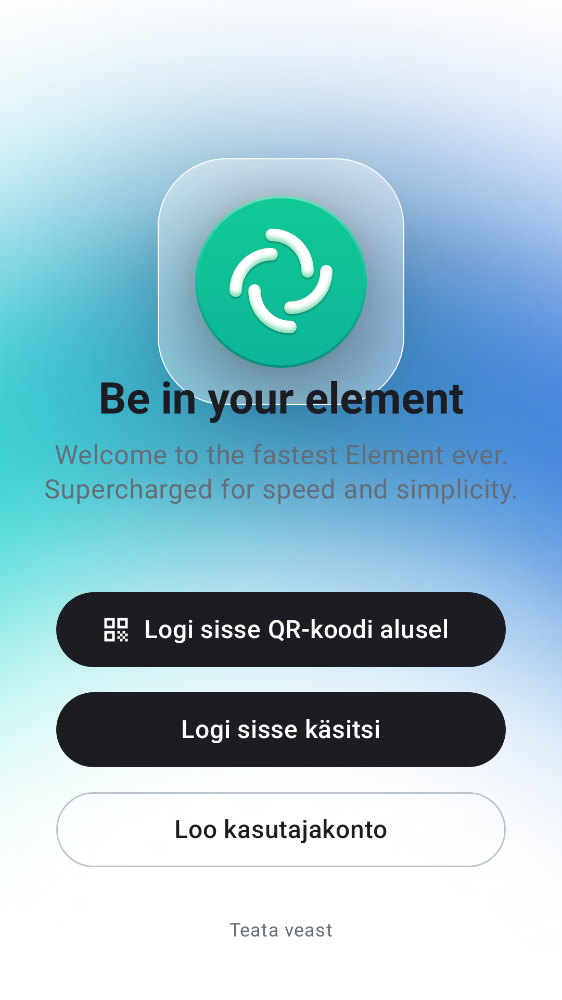 Be in your element
Welcome to the fastest Element ever.
Supercharged for speed and simplicity.
Logi sisse QR-koodi alusel
Logi sisse käsitsi
Loo kasutajakonto
Teata veast